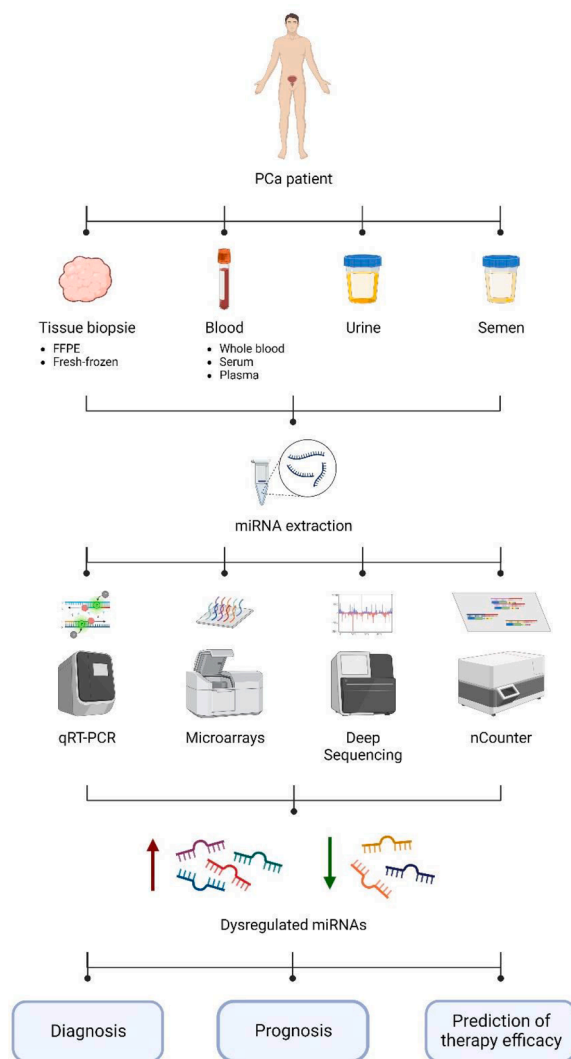 PCa patient
Tissue biopsie
• FFPE
• Fresh-frozen
Blood
• Whole blood
• Serum
• Plasma
Urine
Semen
miRNA extraction
qRT-PCR
Microarrays
Deep
Sequencing
nCounter
Dysregulated miRNAs
Diagnosis
Prognosis
Prediction of
therapy efficacy